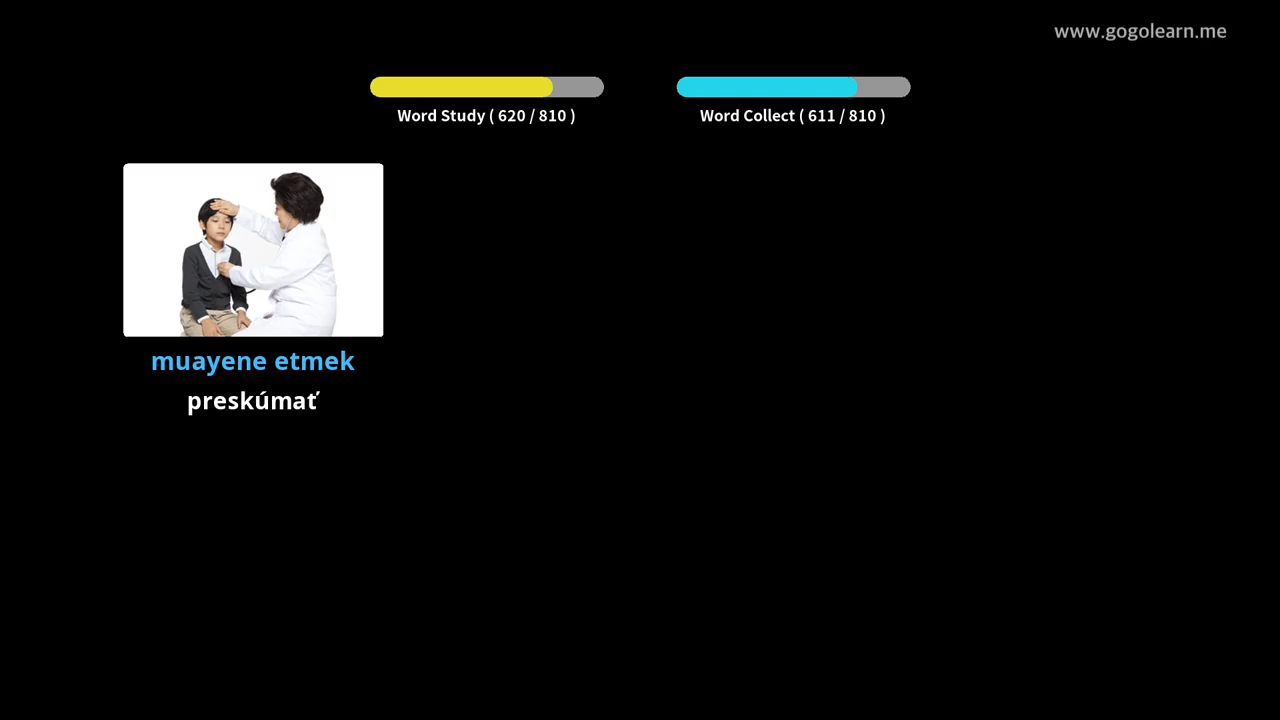 www.gogolearn.me
Word Study ( 620 / 810 )
Word Collect ( 611 / 810 )
muayene etmek
preskúmať